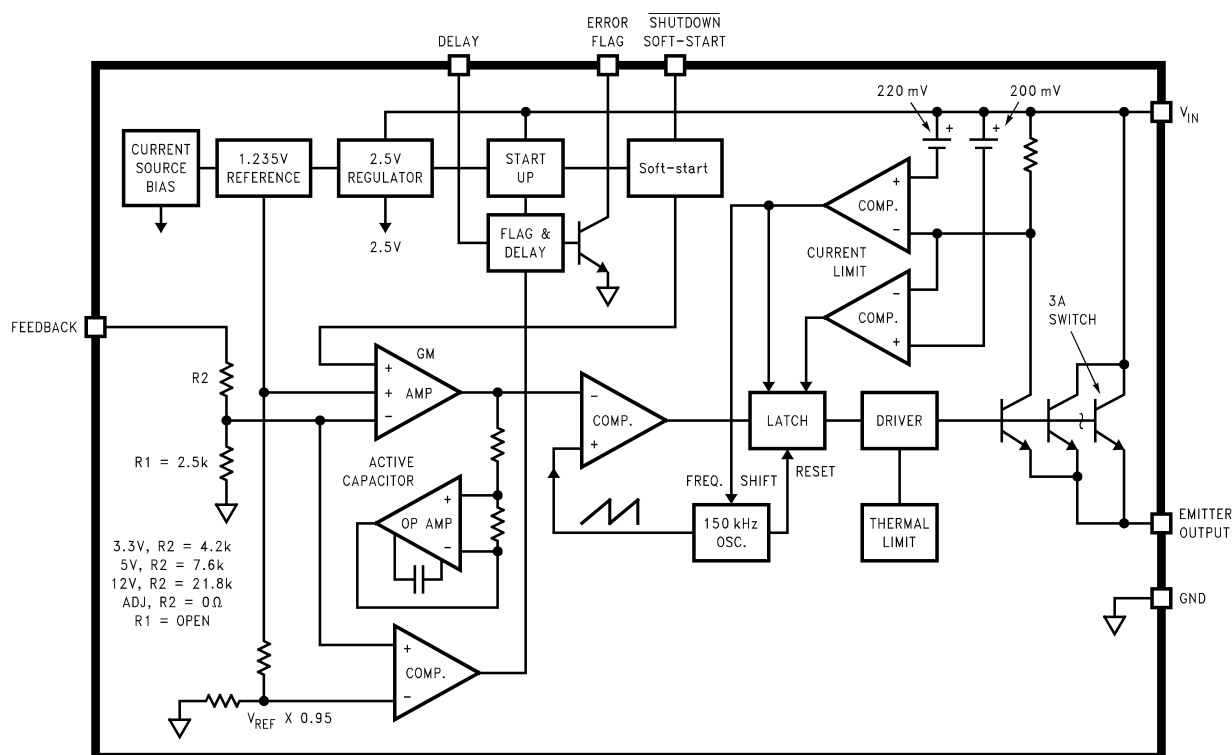 DELAY
ERROR
FLAG
SHUTDOWN
SOFT-START
220 mV
200 mV
VIN
CURRENT
SOURCE
BIAS
1.235V
REFERENCE
2.5V
REGULATOR
START
UP
Soft-start
+
+
+
COMP.
−
2.5V
FLAG &
DELAY
CURRENT
LIMIT
−
COMP.
+
3A
SWITCH
FEEDBACK
R2
GM
+
+
AMP
−
−
COMP.
+
LATCH
DRIVER
R1 = 2.5k
ACTIVE
CAPACITOR
+
OP AMP
−
FREQ. SHIFT
RESET
150 kHz
OSC.
THERMAL
LIMIT
EMITTER
OUTPUT
3.3V, R2 = 4.2k
5V, R2 = 7.6k
12V, R2 = 21.8k
ADJ, R2 = 0Ω
R1 = OPEN
GND
+
COMP.
−
VREF X 0.95